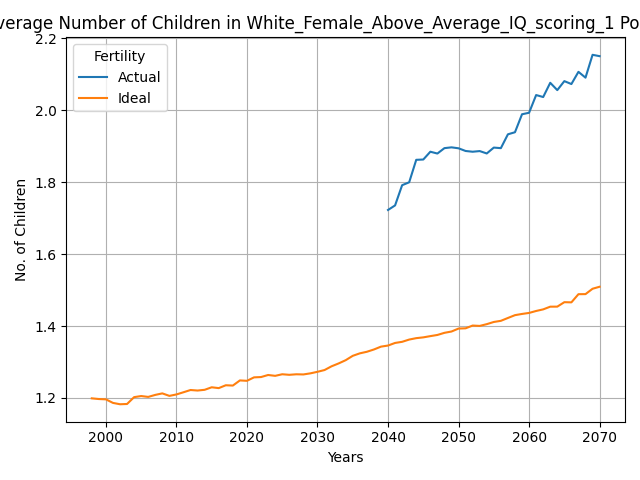 verage Number of Children in White_Female_Above_Average_IQ_scoring_1 Po
Fertility
Actual
Ideal
No. of Children
2.2
2.0
1.8
1.6
1.4
1.2
2000 2010 2020 2030 2040 2050 2060 2070
Years